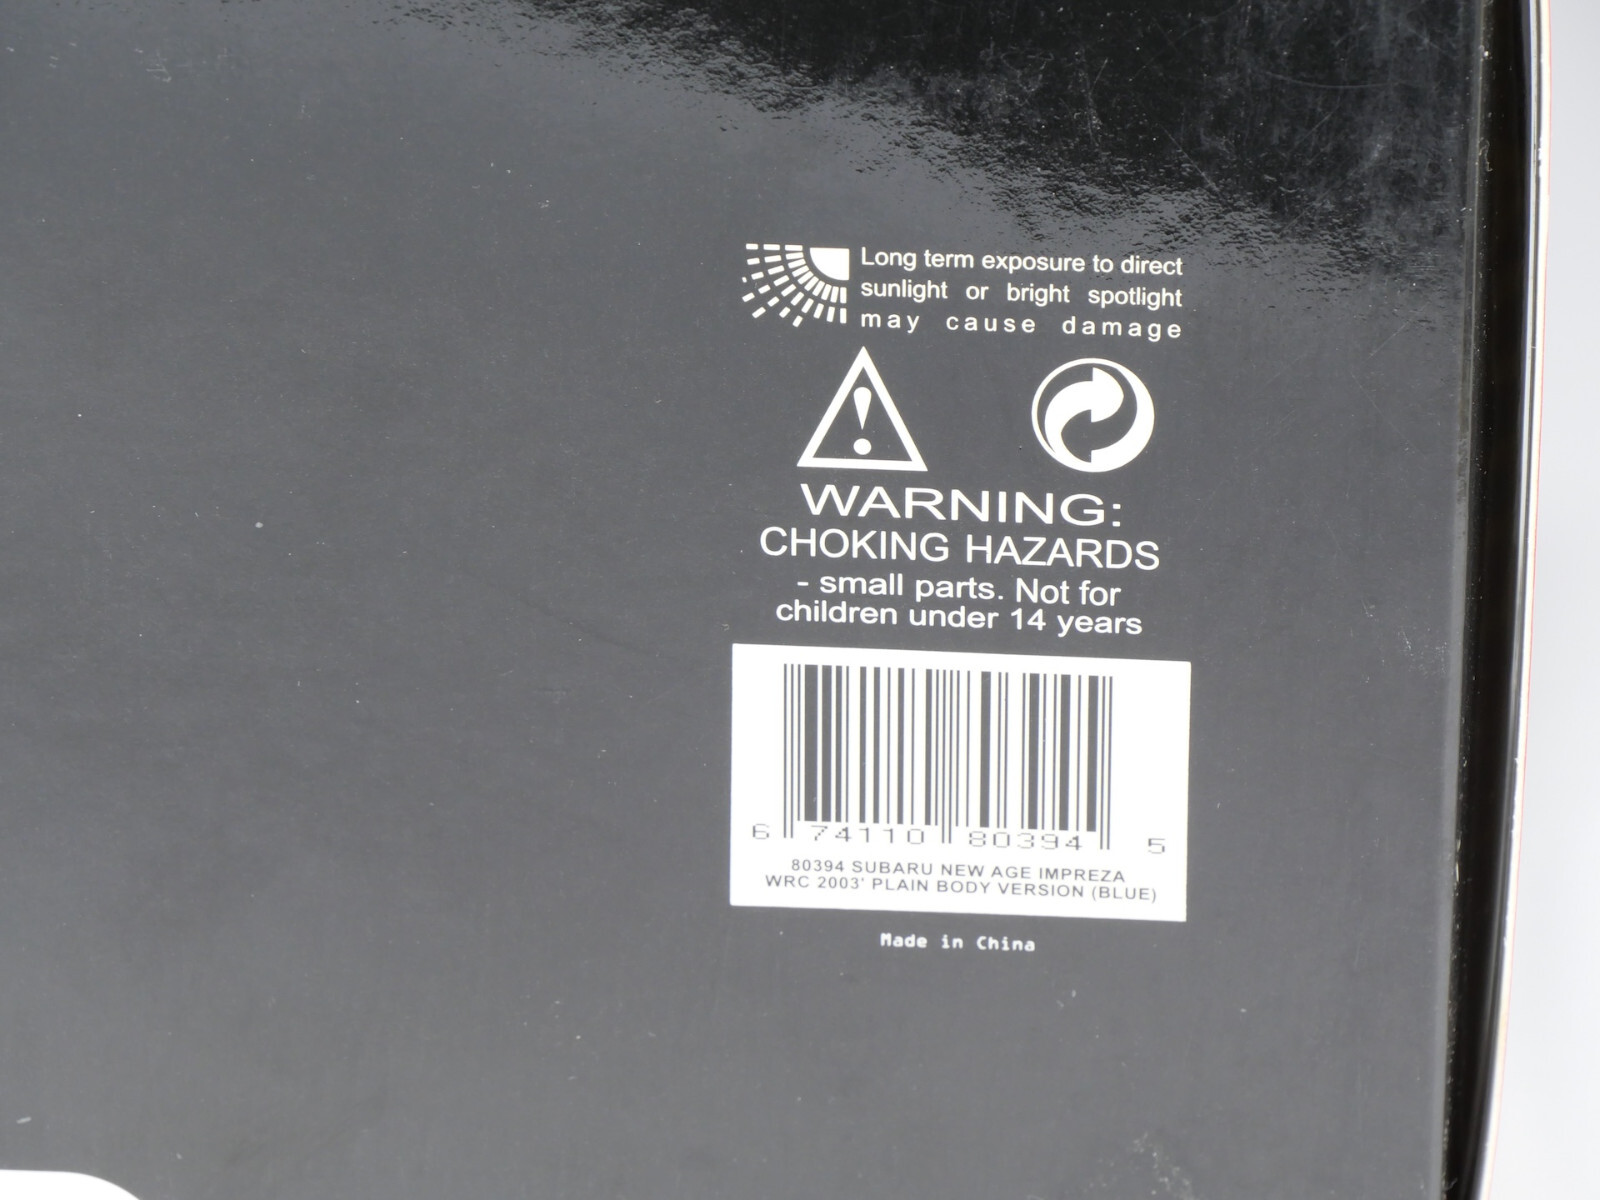 Long term exposure to direct
sunlight or bright spotlight
may cause damage
WARNING:
CHOKING HAZARDS
- small parts. Not for
children under 14 years
6 74110 80394 5
80394 SUBARU NEW AGE IMPREZA
WRC 2003' PLAIN BODY VERSION (BLUE)
Made in China